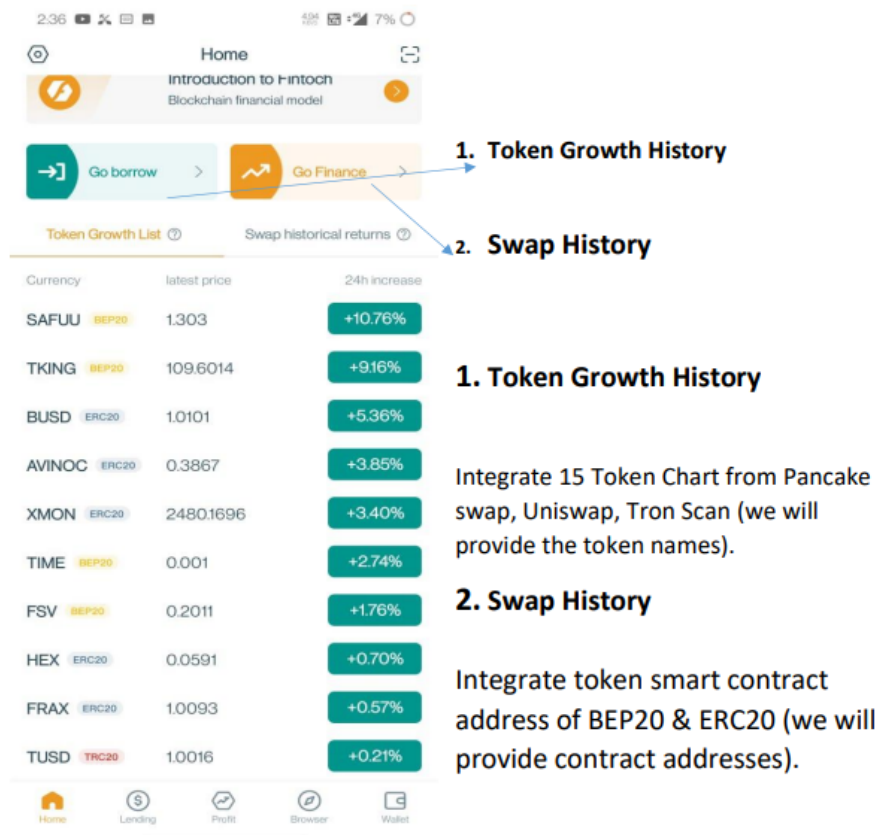 2:36 4.94 KB/S 4G 7%
Home
Introduction to Fintoch
Blockchain financial model
Go borrow
Go Finance
Token Growth List
Swap historical returns
Currency latest price 24h increase
SAFUU BEP20 1.303 +10.76%
TKING BEP20 109.6014 +9.16%
BUSD ERC20 1.0101 +5.36%
AVINOC ERC20 0.3867 +3.85%
XMON ERC20 2480.1696 +3.40%
TIME BEP20 0.001 +2.74%
FSV BEP20 0.2011 +1.76%
HEX ERC20 0.0591 +0.70%
FRAX ERC20 1.0093 +0.57%
TUSD TRC20 1.0016 +0.21%
Home Lending Profit Browser Wallet
1. Token Growth History
2. Swap History
1. Token Growth History
Integrate 15 Token Chart from Pancake
swap, Uniswap, Tron Scan (we will
provide the token names).
2. Swap History
Integrate token smart contract
address of BEP20 & ERC20 (we will
provide contract addresses).